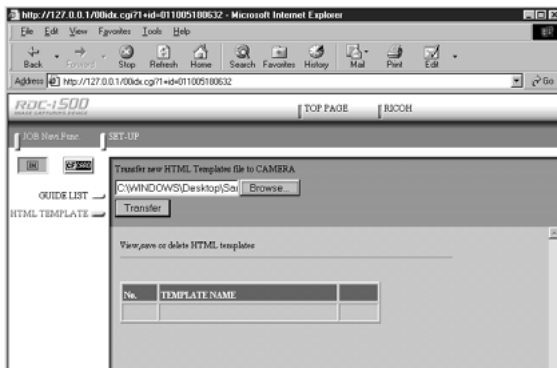 http://127.0.0.1/00idx.cgi?1+id=011005180632 - Microsoft Internet Explorer
File Edit View Favorites Tools Help
Back Forward Stop Refresh Home Search Favorites History Mail Print Edit
Address http://127.0.0.1/00idx.cgi?1+id=011005180632 Go
RDC-i500
IMAGE CAPTURING DEVICE
TOP PAGE RICOH
JOB Navi Func. SET-UP
IN
Transfer new HTML Templates file to CAMERA
C:\WINDOWS\Desktop\Sa Browse...
GUIDE LIST
Transfer
HTML TEMPLATE
View,save or delete HTML templates
No. TEMPLATE NAME